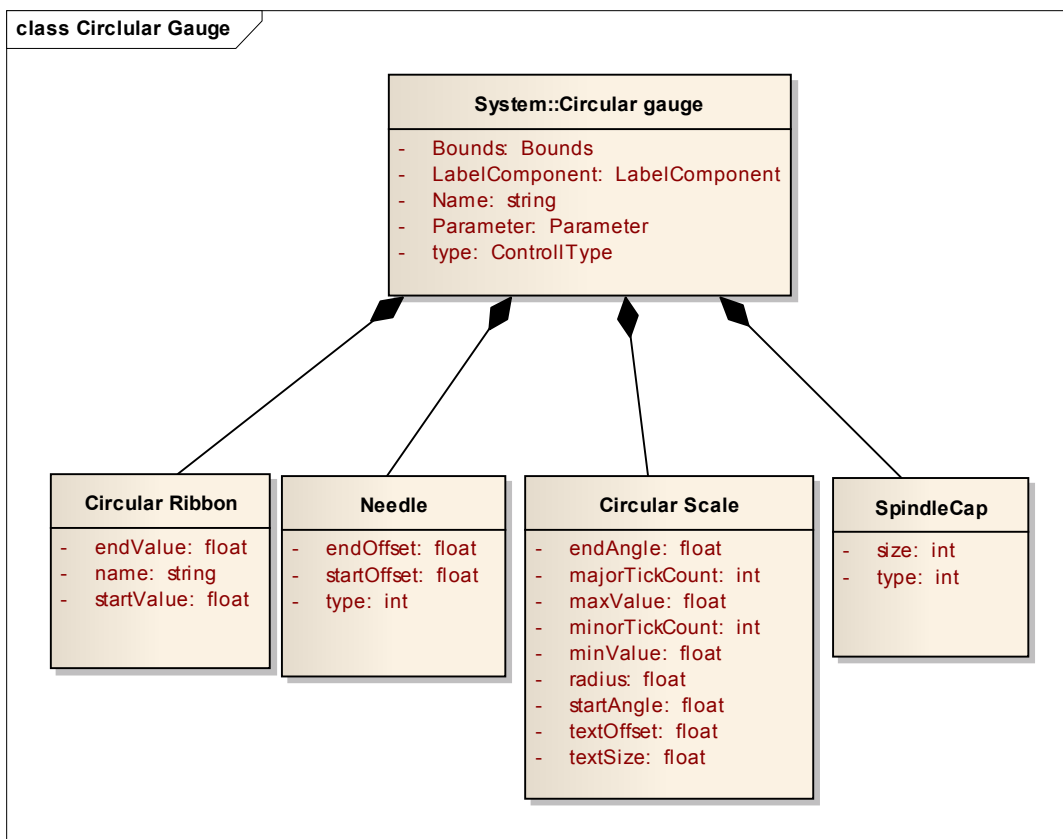 class Circlular Gauge
System::Circular gauge
- Bounds: Bounds
- LabelComponent: LabelComponent
- Name: string
- Parameter: Parameter
- type: ControllType
Circular Ribbon
- endValue: float
- name: string
- startValue: float
Needle
- endOffset: float
- startOffset: float
- type: int
Circular Scale
- endAngle: float
- majorTickCount: int
- maxValue: float
- minorTickCount: int
- minValue: float
- radius: float
- startAngle: float
- textOffset: float
- textSize: float
SpindleCap
- size: int
- type: int